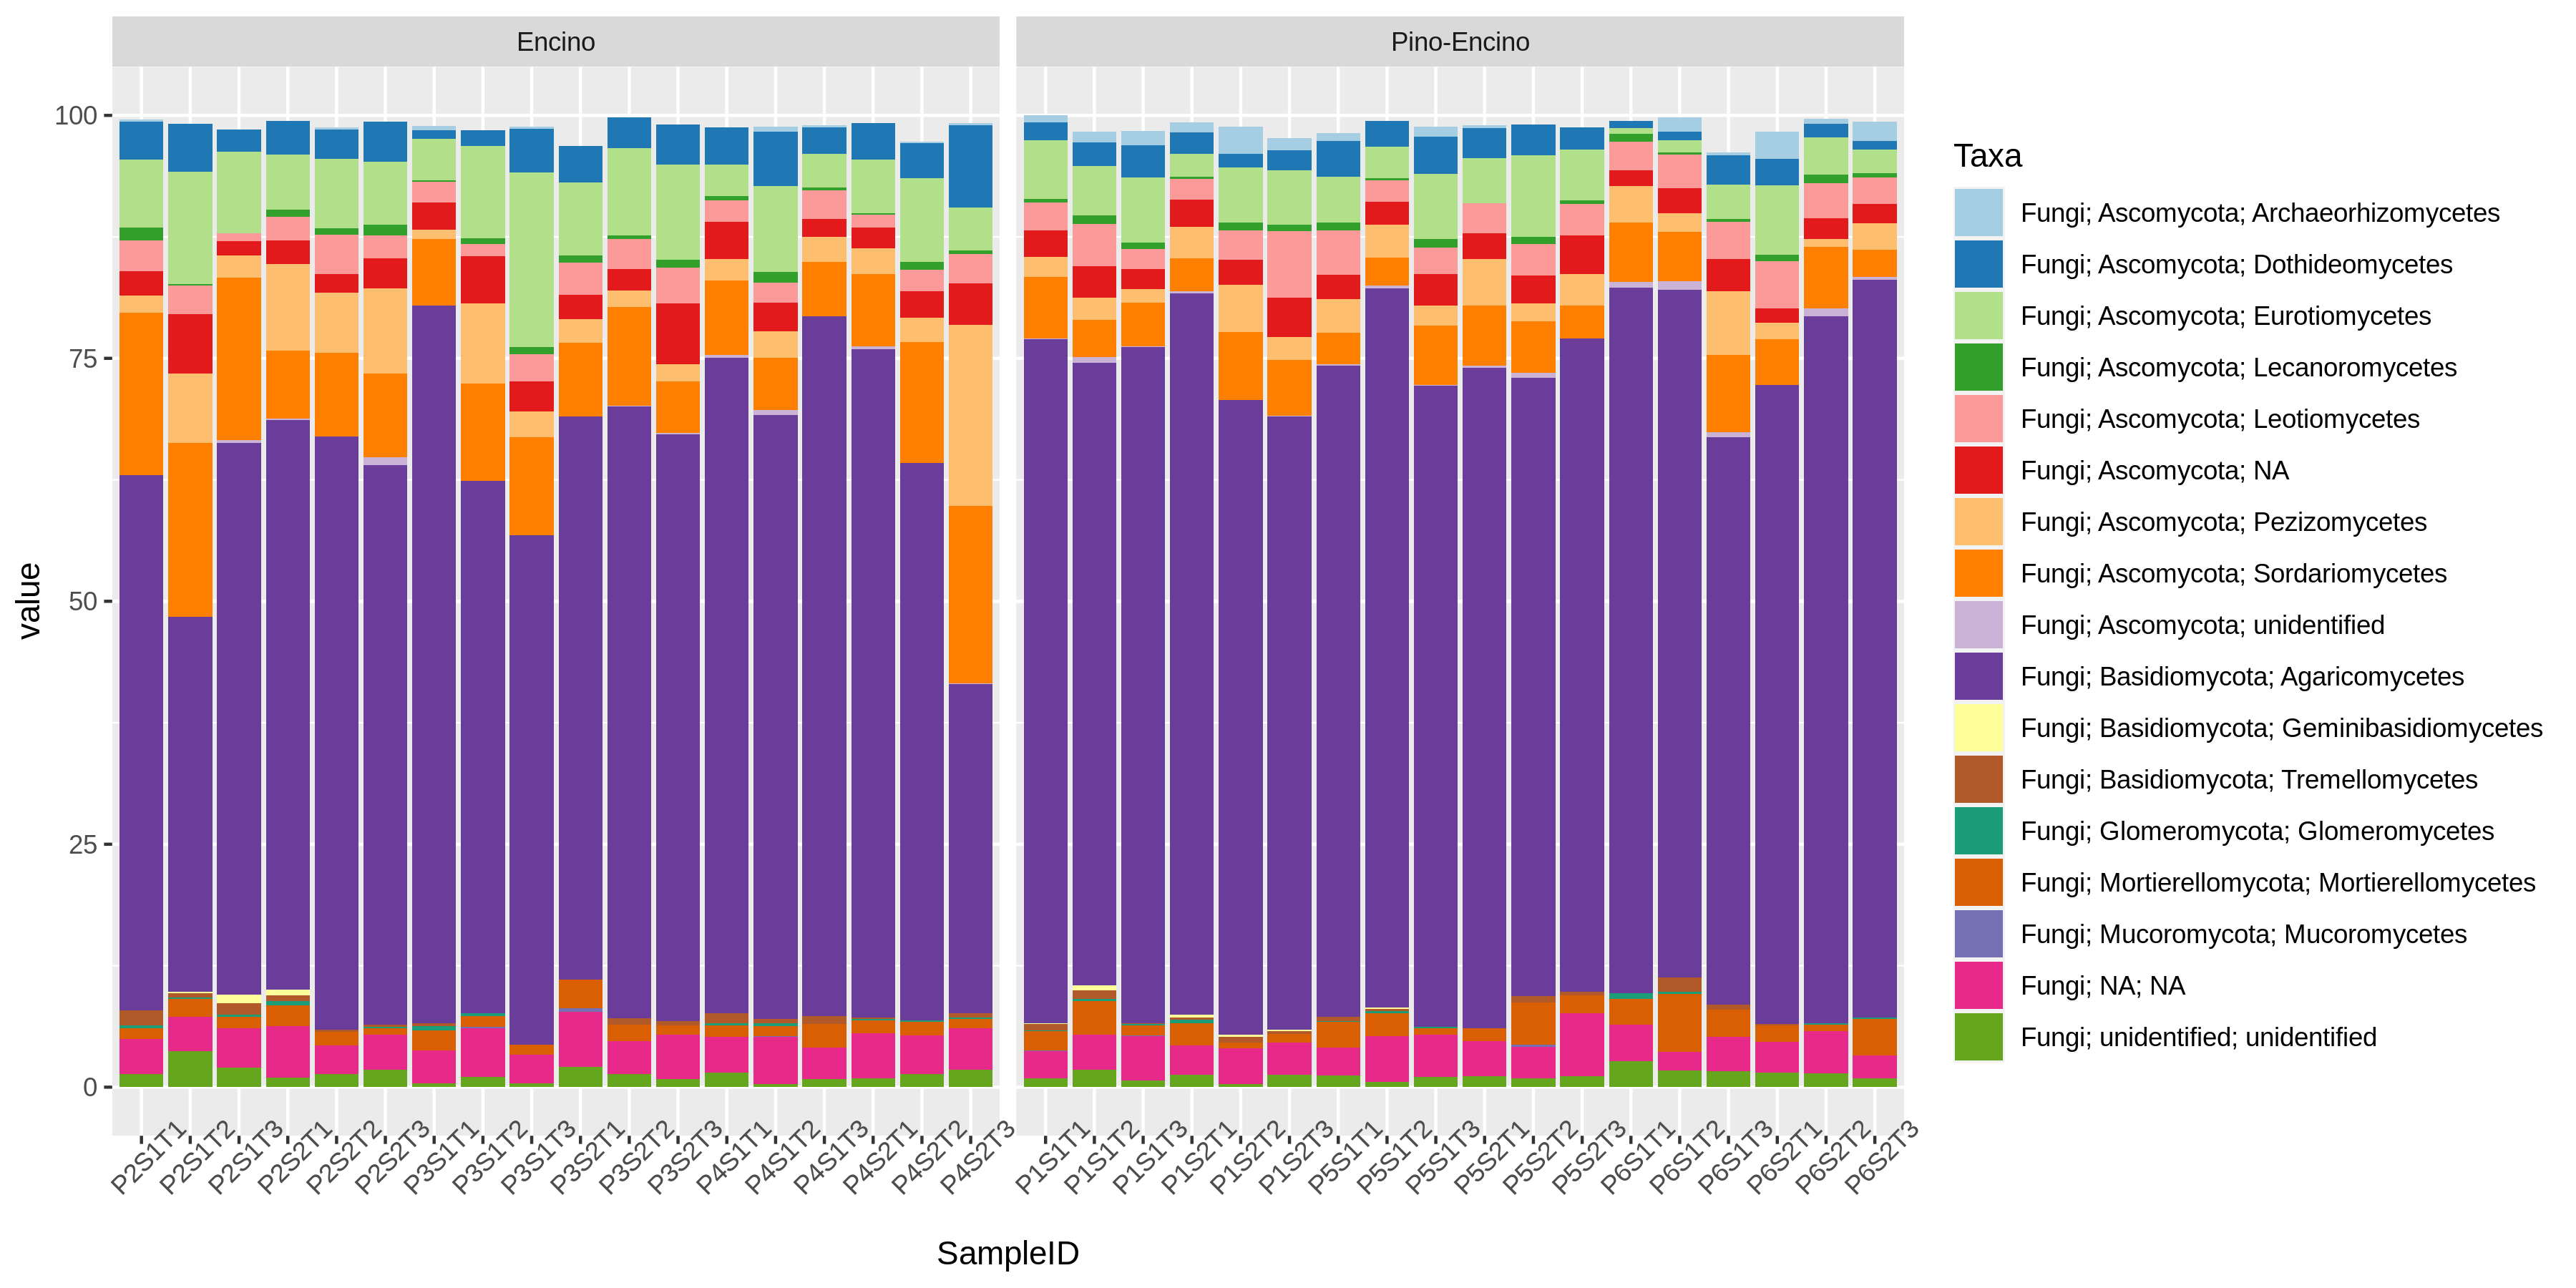 Encino
Pino-Encino
100
75
50
25
0
value
P2S1T1
P2S1T2
P2S1T3
P2S2T1
P2S2T2
P2S2T3
P3S1T1
P3S1T2
P3S1T3
P3S2T1
P3S2T2
P3S2T3
P4S1T1
P4S1T2
P4S1T3
P4S2T1
P4S2T2
P4S2T3
P1S1T1
P1S1T2
P1S1T3
P1S2T1
P1S2T2
P1S2T3
P5S1T1
P5S1T2
P5S1T3
P5S2T1
P5S2T2
P5S2T3
P6S1T1
P6S1T2
P6S1T3
P6S2T1
P6S2T2
P6S2T3
SampleID
Taxa
Fungi; Ascomycota; Archaeorhizomycetes
Fungi; Ascomycota; Dothideomycetes
Fungi; Ascomycota; Eurotiomycetes
Fungi; Ascomycota; Lecanoromycetes
Fungi; Ascomycota; Leotiomycetes
Fungi; Ascomycota; NA
Fungi; Ascomycota; Pezizomycetes
Fungi; Ascomycota; Sordariomycetes
Fungi; Ascomycota; unidentified
Fungi; Basidiomycota; Agaricomycetes
Fungi; Basidiomycota; Geminibasidiomycetes
Fungi; Basidiomycota; Tremellomycetes
Fungi; Glomeromycota; Glomeromycetes
Fungi; Mortierellomycota; Mortierellomycetes
Fungi; Mucoromycota; Mucoromycetes
Fungi; NA; NA
Fungi; unidentified; unidentified